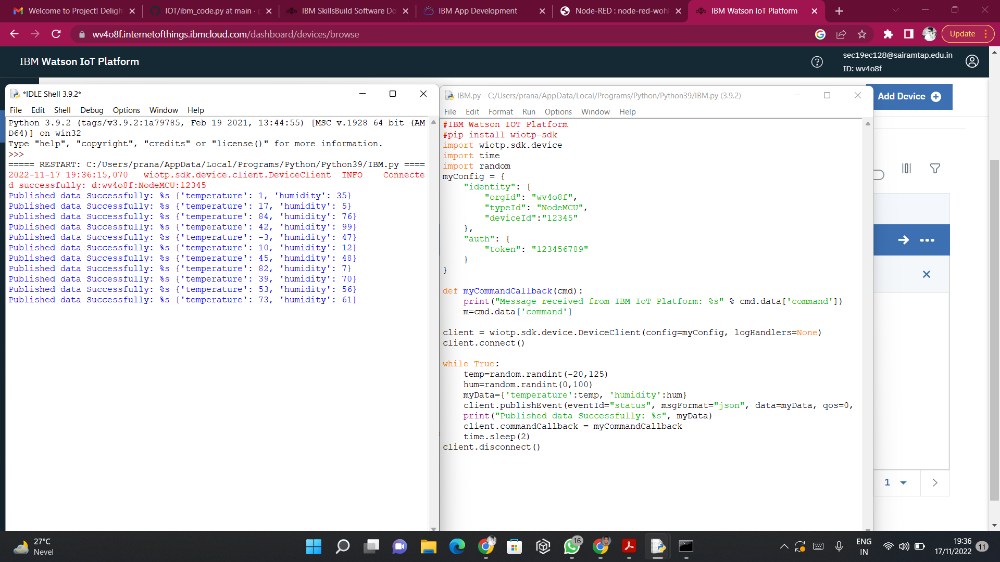 Welcome to Project! Deligh
IOT/ibm_code.py at main ·
IBM SkillsBuild Software Do
IBM App Development
Node-RED : node-red-wohl
IBM Watson IoT Platform
wv4o8f.internetofthings.ibmcloud.com/dashboard/devices/browse
Update
IBM Watson IoT Platform
sec19ec128@sairamtap.edu.in
ID: wv4o8f
Add Device
*IDLE Shell 3.9.2*
File Edit Shell Debug Options Window Help
Python 3.9.2 (tags/v3.9.2:1a79785, Feb 19 2021, 13:44:55) [MSC v.1928 64 bit (AM
D64)] on win32
Type "help", "copyright", "credits" or "license()" for more information.
>>>
===== RESTART: C:/Users/prana/AppData/Local/Programs/Python/Python39/IBM.py ====
2022-11-17 19:36:15,070   wiotp.sdk.device.client.DeviceClient  INFO    Connecte
d successfully: d:wv4o8f:NodeMCU:12345
Published data Successfully: %s {'temperature': 1, 'humidity': 35}
Published data Successfully: %s {'temperature': 17, 'humidity': 5}
Published data Successfully: %s {'temperature': 84, 'humidity': 76}
Published data Successfully: %s {'temperature': 42, 'humidity': 99}
Published data Successfully: %s {'temperature': -3, 'humidity': 47}
Published data Successfully: %s {'temperature': 10, 'humidity': 12}
Published data Successfully: %s {'temperature': 45, 'humidity': 48}
Published data Successfully: %s {'temperature': 82, 'humidity': 7}
Published data Successfully: %s {'temperature': 39, 'humidity': 70}
Published data Successfully: %s {'temperature': 53, 'humidity': 56}
Published data Successfully: %s {'temperature': 73, 'humidity': 61}
IBM.py - C:/Users/prana/AppData/Local/Programs/Python/Python39/IBM.py (3.9.2)
File Edit Format Run Options Window Help
#IBM Watson IOT Platform
#pip install wiotp-sdk
import wiotp.sdk.device
import time
import random
myConfig = {
    "identity": {
        "orgId": "wv4o8f",
        "typeId": "NodeMCU",
        "deviceId":"12345"
    },
    "auth": {
        "token": "123456789"
    }
}
def myCommandCallback(cmd):
    print("Message received from IBM IoT Platform: %s" % cmd.data['command'])
    m=cmd.data['command']
client = wiotp.sdk.device.DeviceClient(config=myConfig, logHandlers=None)
client.connect()
while True:
    temp=random.randint(-20,125)
    hum=random.randint(0,100)
    myData={'temperature':temp, 'humidity':hum}
    client.publishEvent(eventId="status", msgFormat="json", data=myData, qos=0,
    print("Published data Successfully: %s", myData)
    client.commandCallback = myCommandCallback
    time.sleep(2)
client.disconnect()
1
27°C
Nevel
16
ENG
IN
19:36
17/11/2022
11